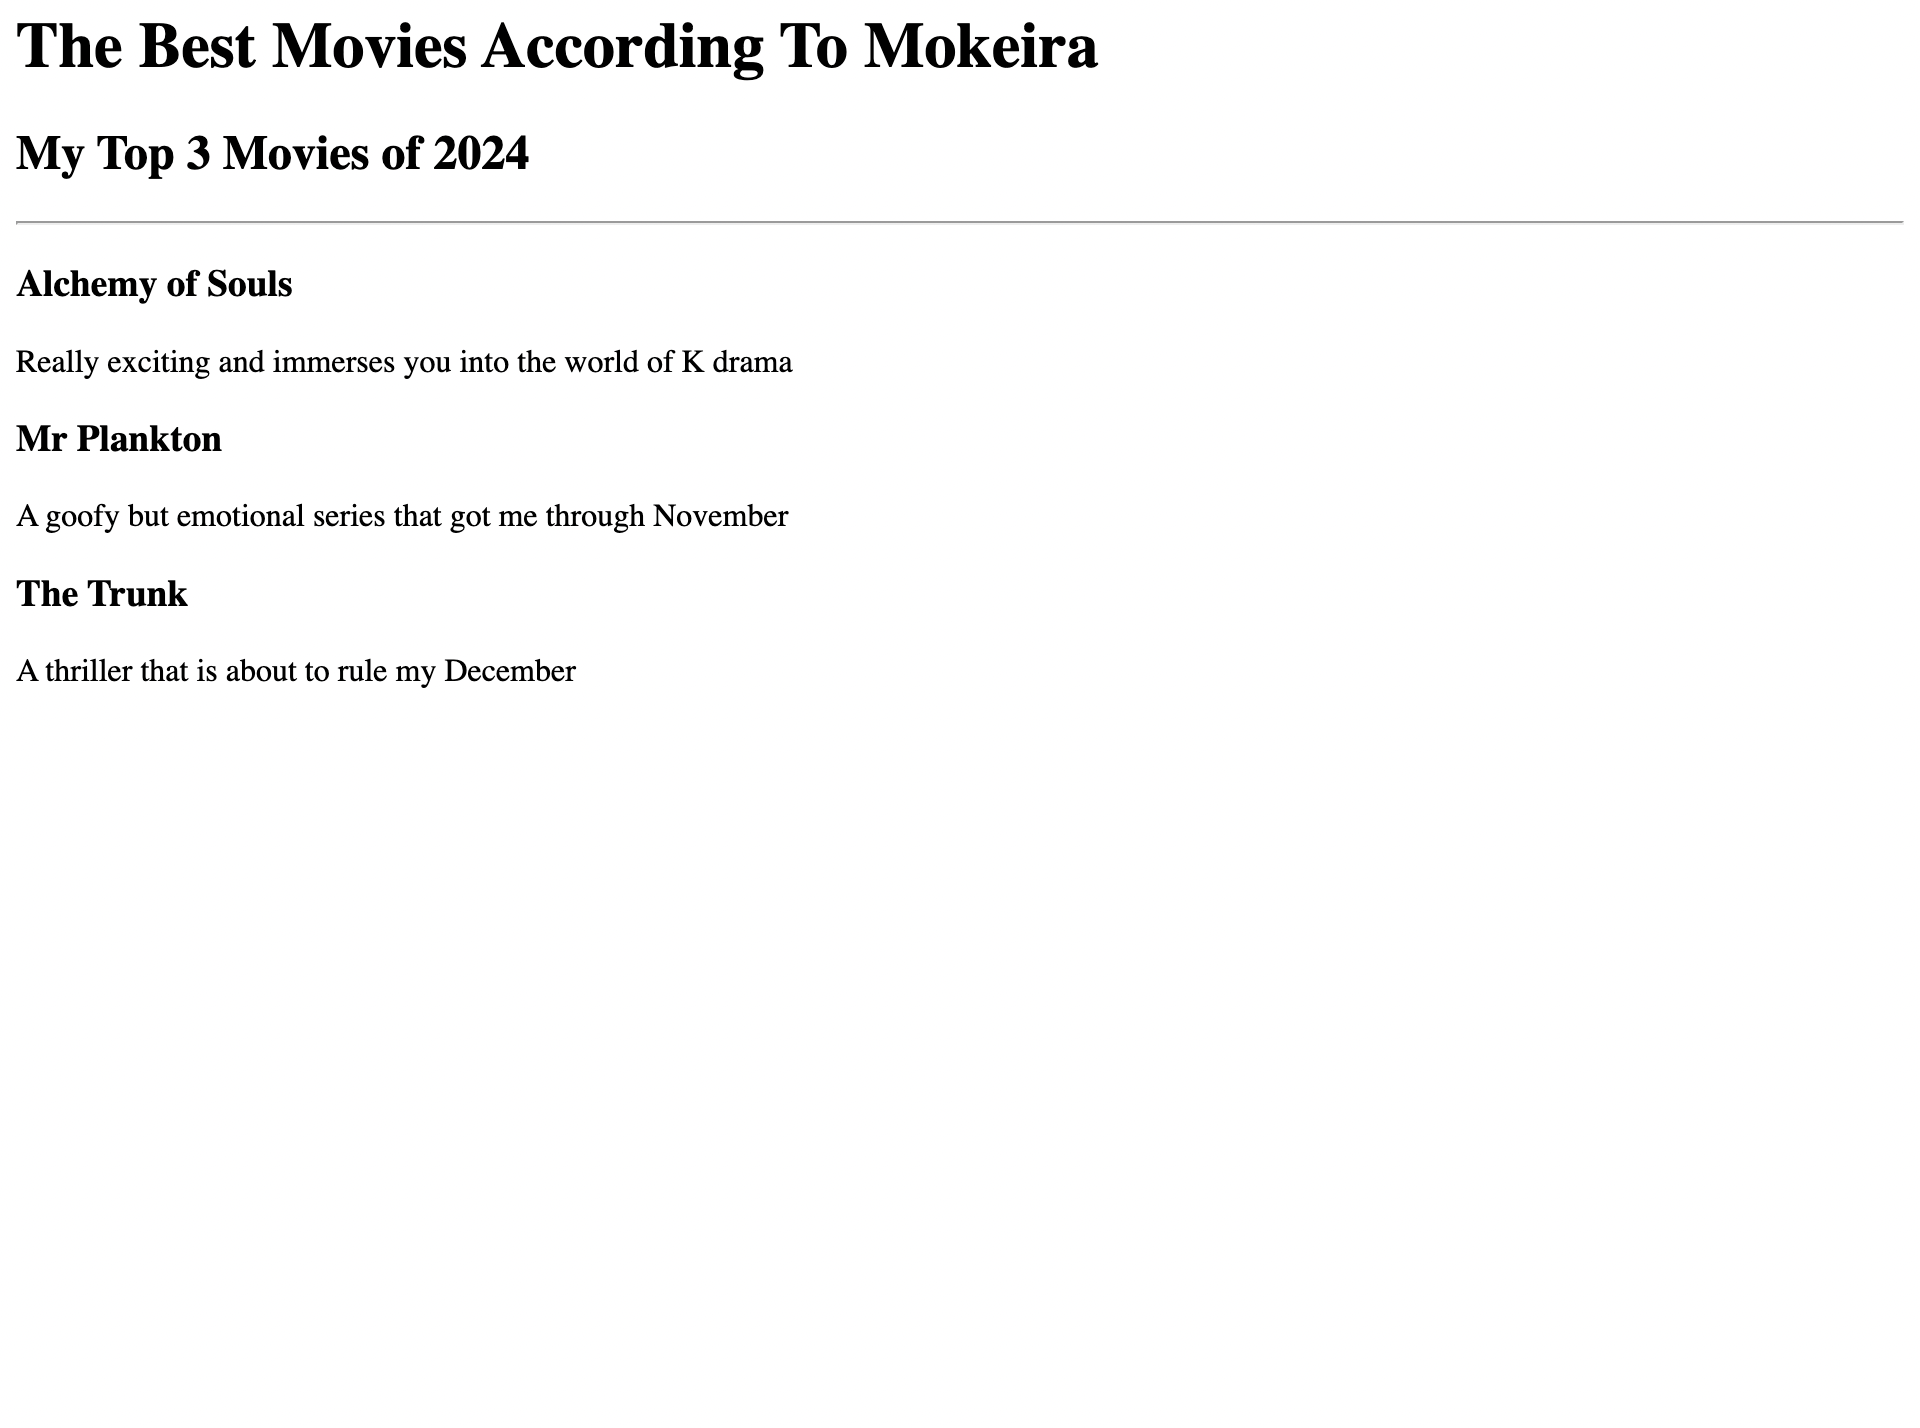 The Best Movies According To Mokeira
My Top 3 Movies of 2024
Alchemy of Souls
Really exciting and immerses you into the world of K drama
Mr Plankton
A goofy but emotional series that got me through November
The Trunk
A thriller that is about to rule my December